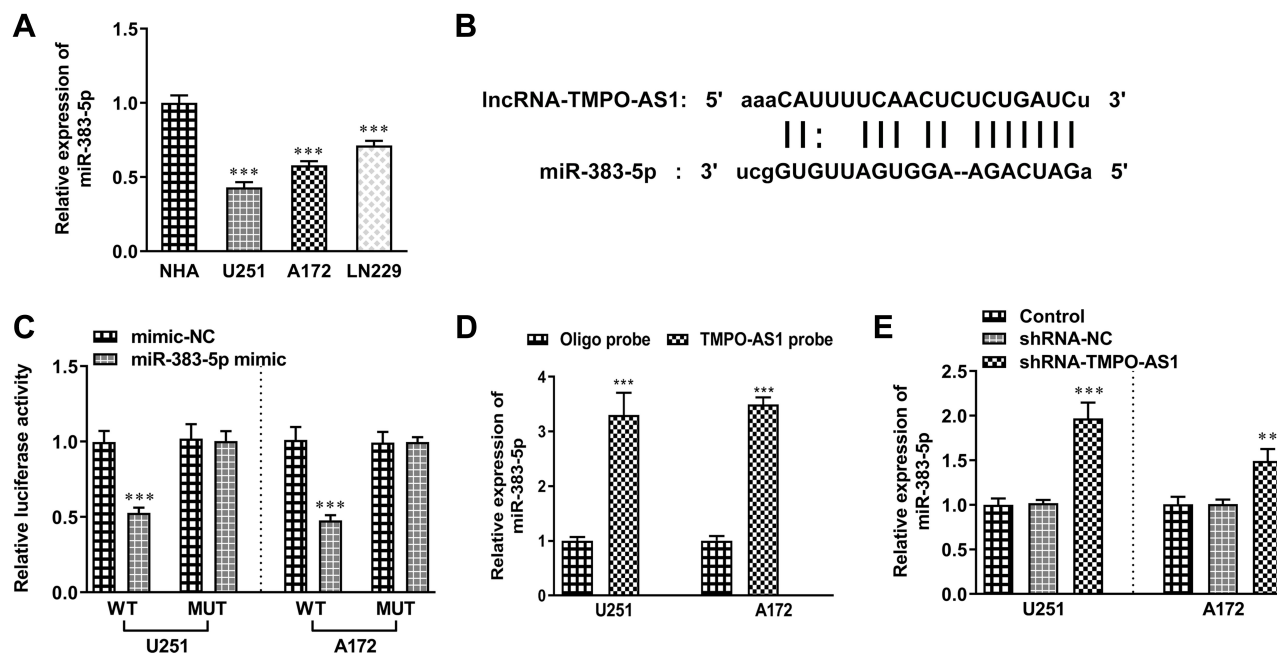 A
Relative expression of
miR-383-5p
1.5
1.0
0.5
0.0
***
***
***
NHA U251 A172 LN229
B
lncRNA-TMPO-AS1: 5' aaaCAUUUUCAACUCUCUGAUCu 3'
miR-383-5p : 3' ucgGUGUUAGUGGA--AGACUAGa 5'
C
mimic-NC
miR-383-5p mimic
Relative luciferase activity
1.5
1.0
0.5
0.0
***
***
WT MUT WT MUT
U251 A172
D
Oligo probe TMPO-AS1 probe
Relative expression of
miR-383-5p
4
3
2
1
0
***
***
U251 A172
E
Control
shRNA-NC
shRNA-TMPO-AS1
Relative expression of
miR-383-5p
2.5
2.0
1.5
1.0
0.5
0.0
***
**
U251 A172